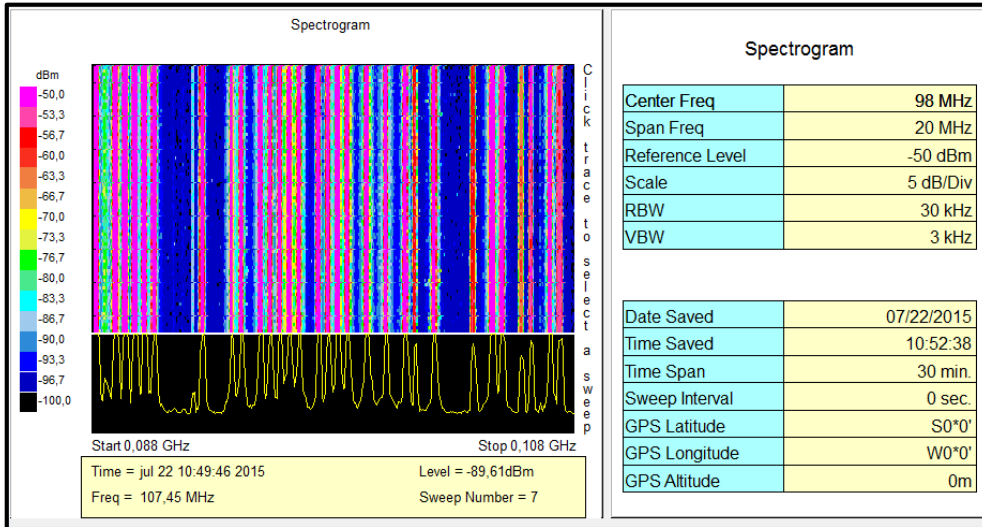 Spectrogram
dBm
-50,0
-53,3
-56,7
-60,0
-63,3
-66,7
-70,0
-73,3
-76,7
-80,0
-83,3
-86,7
-90,0
-93,3
-96,7
-100,0
Click trace to select a sweep
Start 0,088 GHz
Stop 0,108 GHz
Time = jul 22 10:49:46 2015
Level = -89,61dBm
Freq = 107,45 MHz
Sweep Number = 7
Spectrogram
Center Freq 98 MHz
Span Freq 20 MHz
Reference Level -50 dBm
Scale 5 dB/Div
RBW 30 kHz
VBW 3 kHz
Date Saved 07/22/2015
Time Saved 10:52:38
Time Span 30 min.
Sweep Interval 0 sec.
GPS Latitude S0*0'
GPS Longitude W0*0'
GPS Altitude 0m